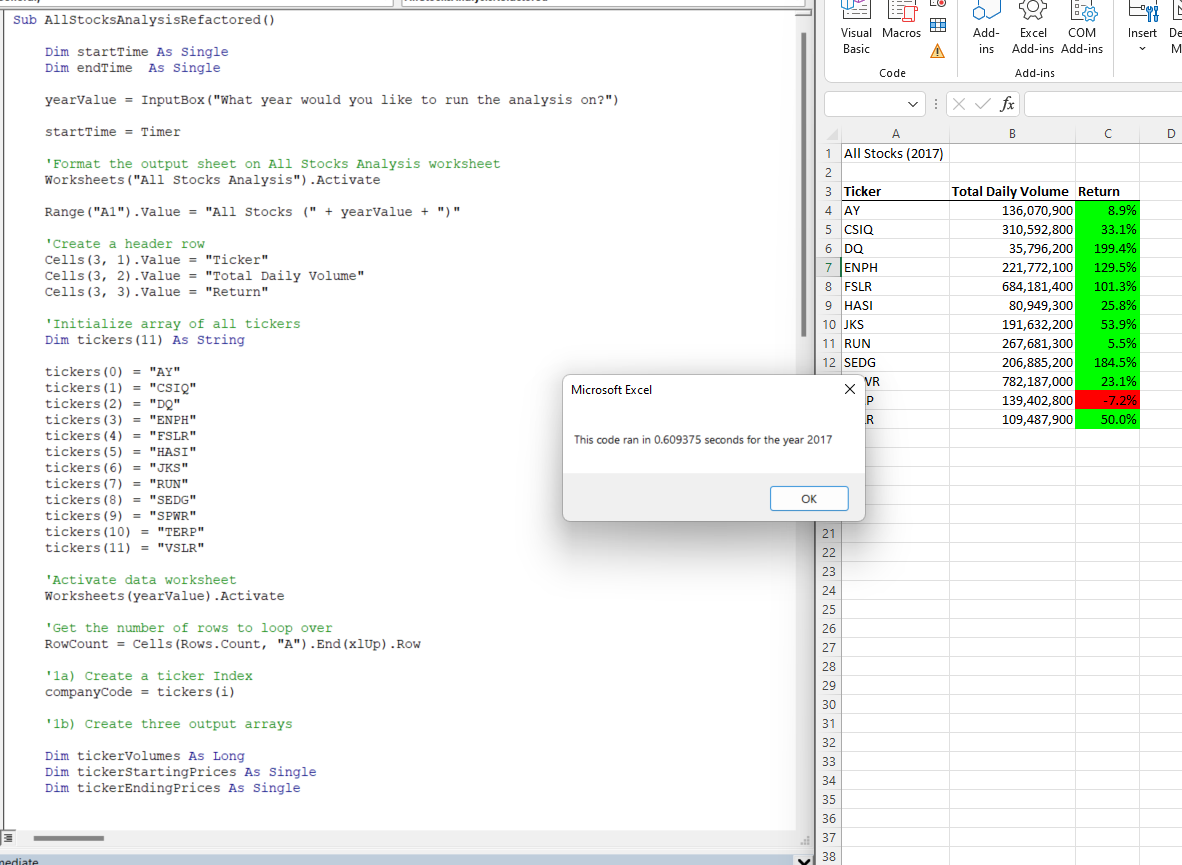 Sub AllStocksAnalysisRefactored()
Dim startTime As Single
Dim endTime  As Single
yearValue = InputBox("What year would you like to run the analysis on?")
startTime = Timer
'Format the output sheet on All Stocks Analysis worksheet
Worksheets("All Stocks Analysis").Activate
Range("A1").Value = "All Stocks (" + yearValue + ")"
'Create a header row
Cells(3, 1).Value = "Ticker"
Cells(3, 2).Value = "Total Daily Volume"
Cells(3, 3).Value = "Return"
'Initialize array of all tickers
Dim tickers(11) As String
tickers(0) = "AY"
tickers(1) = "CSIQ"
tickers(2) = "DQ"
tickers(3) = "ENPH"
tickers(4) = "FSLR"
tickers(5) = "HASI"
tickers(6) = "JKS"
tickers(7) = "RUN"
tickers(8) = "SEDG"
tickers(9) = "SPWR"
tickers(10) = "TERP"
tickers(11) = "VSLR"
'Activate data worksheet
Worksheets(yearValue).Activate
'Get the number of rows to loop over
RowCount = Cells(Rows.Count, "A").End(xlUp).Row
'1a) Create a ticker Index
companyCode = tickers(i)
'1b) Create three output arrays
Dim tickerVolumes As Long
Dim tickerStartingPrices As Single
Dim tickerEndingPrices As Single
Microsoft Excel
This code ran in 0.609375 seconds for the year 2017
OK
Visual Macros Add- Excel COM Insert
Basic ins Add-ins Add-ins
Code Add-ins
fx
A B C D
1 All Stocks (2017)
2
3 Ticker Total Daily Volume Return
4 AY 136,070,900 8.9%
5 CSIQ 310,592,800 33.1%
6 DQ 35,796,200 199.4%
7 ENPH 221,772,100 129.5%
8 FSLR 684,181,400 101.3%
9 HASI 80,949,300 25.8%
10 JKS 191,632,200 53.9%
11 RUN 267,681,300 5.5%
12 SEDG 206,885,200 184.5%
WR 782,187,000 23.1%
P 139,402,800 -7.2%
R 109,487,900 50.0%
21
22
23
24
25
26
27
28
29
30
31
32
33
34
35
36
37
38